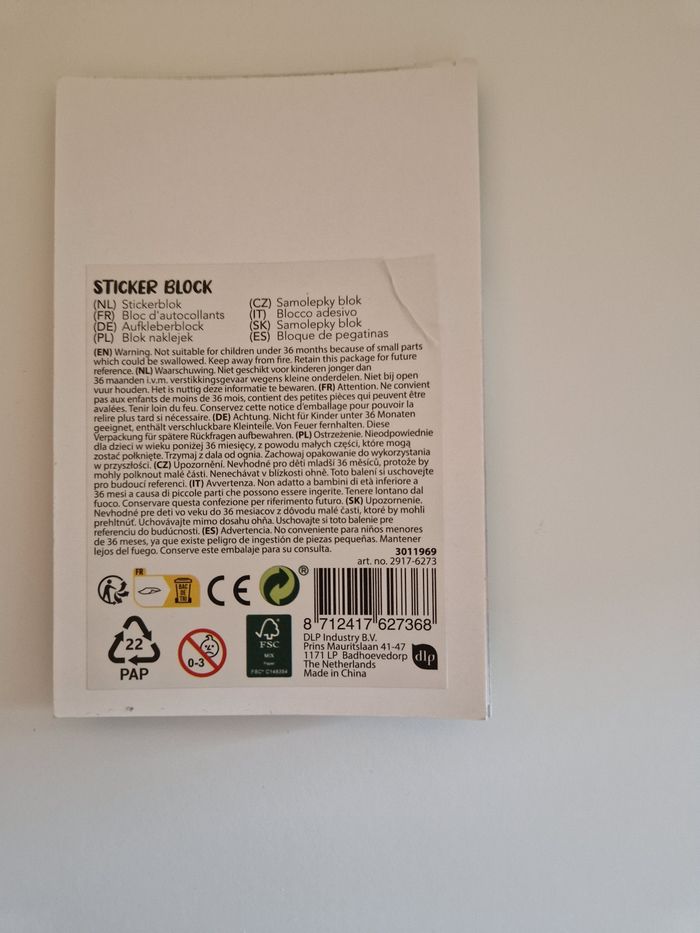 STICKER BLOCK
(NL) Stickerblok
(FR) Bloc d'autocollants
(DE) Aufkleberblock
(PL) Blok naklejek
(CZ) Samolepky blok
(IT) Blocco adesivo
(SK) Samolepky blok
(ES) Bloque de pegatinas
(EN) Warning. Not suitable for children under 36 months because of small parts
which could be swallowed. Keep away from fire. Retain this package for future
reference. (NL) Waarschuwing. Niet geschikt voor kinderen jonger dan
36 maanden i.v.m. verstikkingsgevaar wegens kleine onderdelen. Niet bij open
vuur houden. Het is nuttig deze informatie te bewaren. (FR) Attention. Ne convient
pas aux enfants de moins de 36 mois, contient des petites pièces qui peuvent être
avalées. Tenir loin du feu. Conservez cette notice d'emballage pour pouvoir la
relire plus tard si nécessaire. (DE) Achtung. Nicht für Kinder unter 36 Monaten
geeignet, enthält verschluckbare Kleinteile. Von Feuer fernhalten. Diese
Verpackung für spätere Rückfragen aufbewahren. (PL) Ostrzeżenie. Nieodpowiednie
dla dzieci w wieku poniżej 36 miesięcy, z powodu małych części, które mogą
zostać połknięte. Trzymaj z dala od ognia. Zachowaj opakowanie do wykorzystania
w przyszłości. (CZ) Upozornění. Nevhodné pro děti mladší 36 měsíců, protože by
mohly polknout malé části. Nenechávat v blízkosti ohně. Toto balení si uschovejte
pro budoucí referenci. (IT) Avvertenza. Non adatto a bambini di età inferiore a
36 mesi a causa di piccole parti che possono essere ingerite. Tenere lontano dal
fuoco. Conservare questa confezione per riferimento futuro. (SK) Upozornenie.
Nevhodné pre deti vo veku do 36 mesiacov z dôvodu malé částí, ktoré by mohli
prehltnúť. Uchovávajte mimo dosahu ohňa. Uschovajte si toto balenie pre
referenciu do budúcnosti. (ES) Advertencia. No conveniente para niños menores
de 36 meses, ya que existe peligro de ingestión de piezas pequeñas. Mantener
lejos del fuego. Conserve este embalaje para su consulta.
3011969
art. no. 2917-6273
FR
BAC
DE
TRI
CE
®
8 712417 627368
22
PAP
0-3
FSC
MIX
Paper
FSC® C148394
DLP Industry B.V.
Prins Mauritslaan 41-47
1171 LP Badhoevedorp
The Netherlands
Made in China
dlp